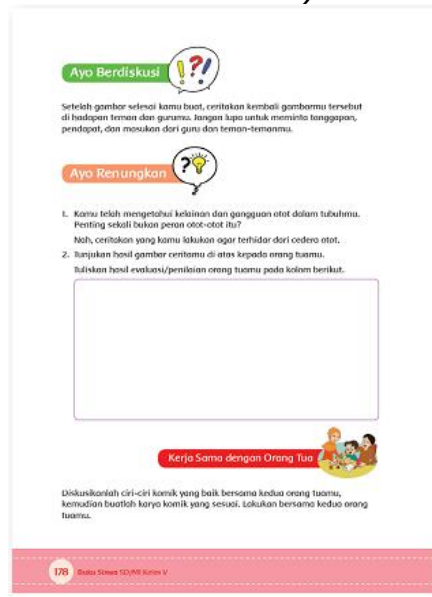 Ayo Berdiskusi
Setelah gambar selesai kamu buat, ceritakan kembali gambarmu tersebut
di hadapan teman dan gurumu. Jangan lupa untuk meminta tanggapan,
pendapat, dan masukan dari guru dan teman-temanmu.
Ayo Renungkan
1. Kamu telah mengetahui kelainan dan gangguan otot dalam tubuhmu.
Penting sekali bukan peran otot-otot itu?
Nah, ceritakan yang kamu lakukan agar terhidar dari cedera otot.
2. Tunjukan hasil gambar ceritamu di atas kepada orang tuamu.
Tuliskan hasil evaluasi/penilaian orang tuamu pada kolom berikut.
Kerja Sama dengan Orang Tua
Diskusikanlah ciri-ciri komik yang baik bersama kedua orang tuamu,
kemudian buatlah karya komik yang sesuai. Lakukan bersama kedua orang
tuamu.
178 Buku Siswa SD/MI Kelas V